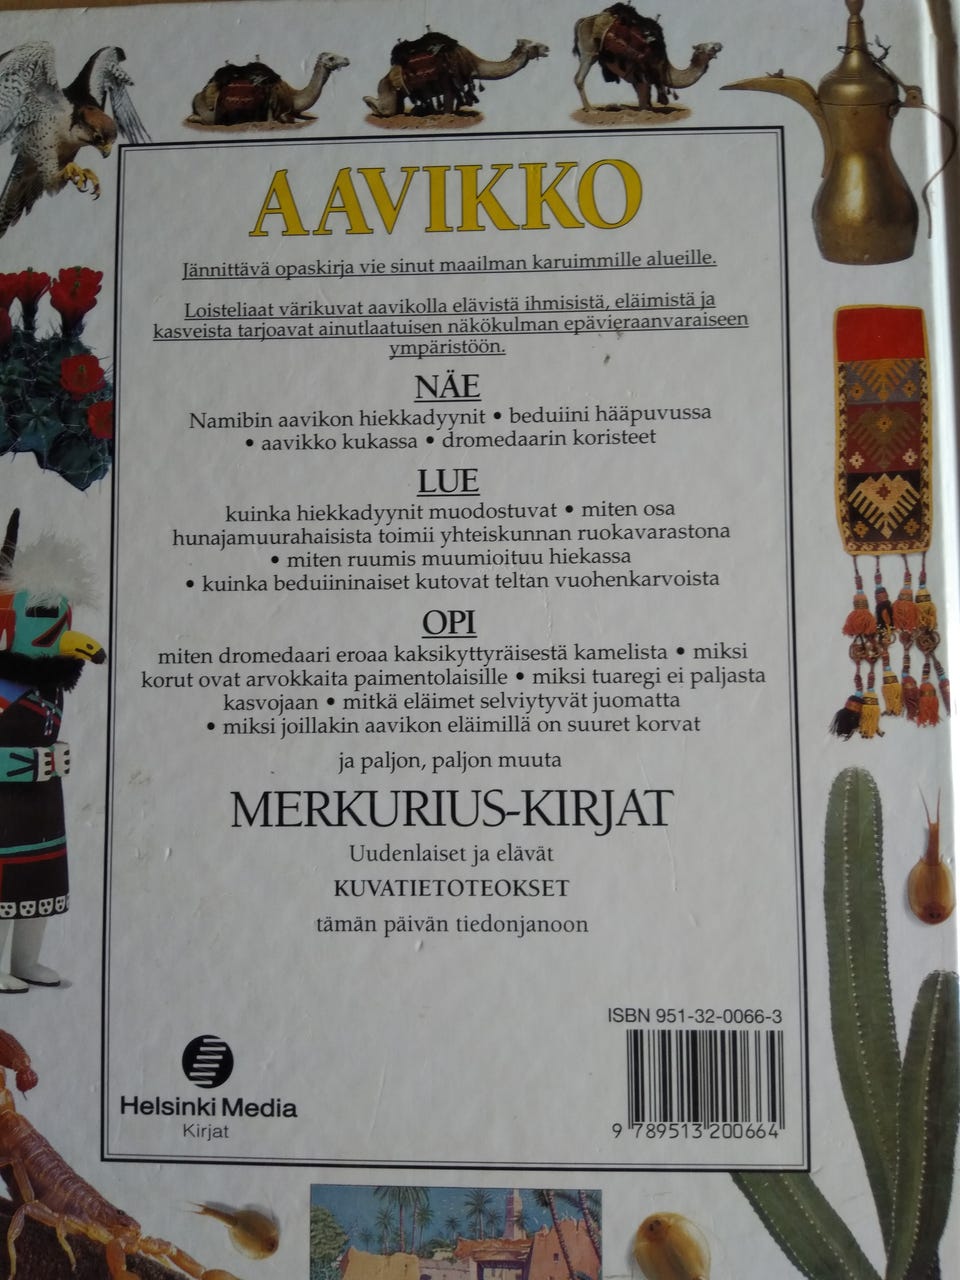 AAVIKKO
Jännittävä opaskirja vie sinut maailman karuimmille alueille.
Loisteliaat värikuvat aavikolla elävistä ihmisistä, eläimistä ja
kasveista tarjoavat ainutlaatuisen näkökulman epävieraanvaraiseen
ympäristöön.
NÄE
Namibin aavikon hiekkadyynit • beduiini hääpuvussa
• aavikko kukassa • dromedaarin koristeet
LUE
kuinka hiekkadyynit muodostuvat • miten osa
hunajamuurahaisista toimii yhteiskunnan ruokavarastona
• miten ruumis muumioituu hiekassa
• kuinka beduiininaiset kutovat teltan vuohenkarvoista
OPI
miten dromedaari eroaa kaksikyttyräisestä kamelista • miksi
korut ovat arvokkaita paimentolaisille • miksi tuaregi ei paljasta
kasvojaan • mitkä eläimet selviytyvät juomatta
• miksi joillakin aavikon eläimillä on suuret korvat
ja paljon, paljon muuta
MERKURIUS-KIRJAT
Uudenlaiset ja elävät
KUVATIETOTEOKSET
tämän päivän tiedonjanoon
ISBN 951-32-0066-3
9 789513 200664
Helsinki Media
Kirjat